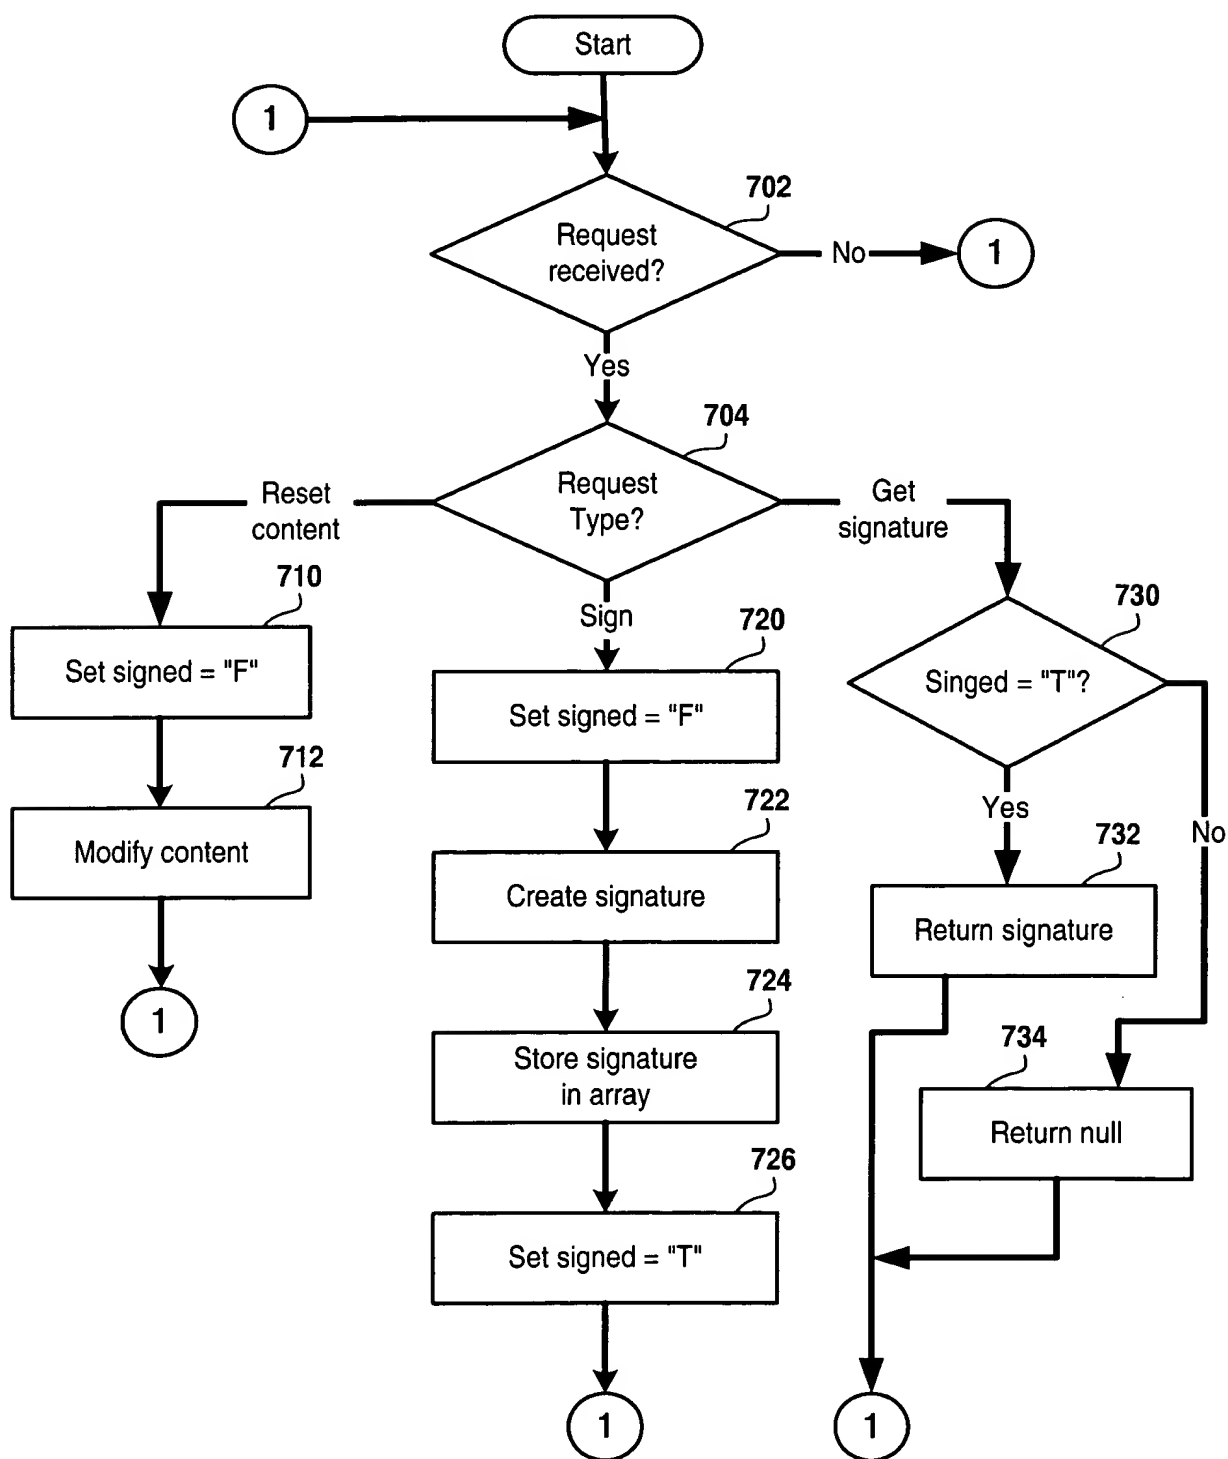 Start
1
702
Request
received?
No
1
Yes
704
Request
Type?
Reset
content
Get
signature
Sign
710
Set signed = "F"
712
Modify content
1
720
Set signed = "F"
722
Create signature
724
Store signature
in array
726
Set signed = "T"
1
730
Singed = "T"?
Yes
No
732
Return signature
734
Return null
1